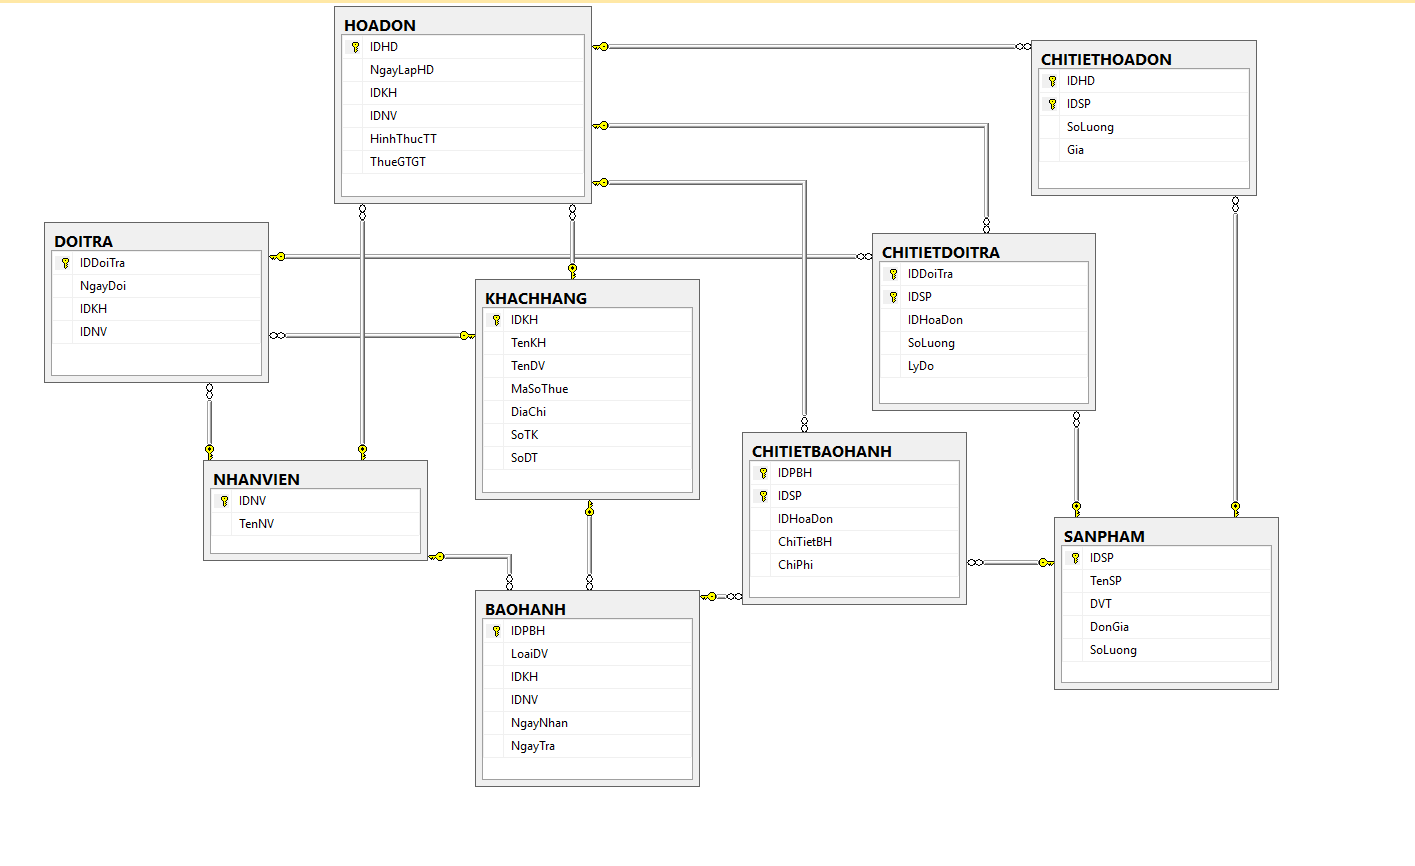 HOADON
IDHD
NgayLapHD
IDKH
IDNV
HinhThucTT
ThueGTGT
CHITIETHOADON
IDHD
IDSP
SoLuong
Gia
DOITRA
IDDoiTra
NgayDoi
IDKH
IDNV
CHITIETDOITRA
IDDoiTra
IDSP
IDHoaDon
SoLuong
LyDo
KHACHHANG
IDKH
TenKH
TenDV
MaSoThue
DiaChi
SoTK
SoDT
NHANVIEN
IDNV
TenNV
CHITIETBAOHANH
IDPBH
IDSP
IDHoaDon
ChiTietBH
ChiPhi
SANPHAM
IDSP
TenSP
DVT
DonGia
SoLuong
BAOHANH
IDPBH
LoaiDV
IDKH
IDNV
NgayNhan
NgayTra